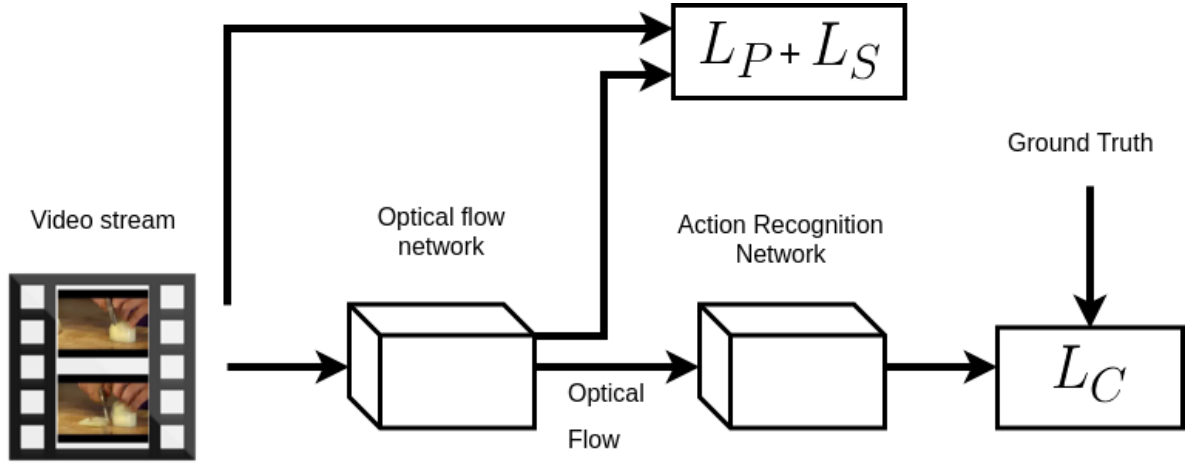 L_P + L_S
Ground Truth
Video stream
Optical flow
network
Action Recognition
Network
L_C
Optical
Flow